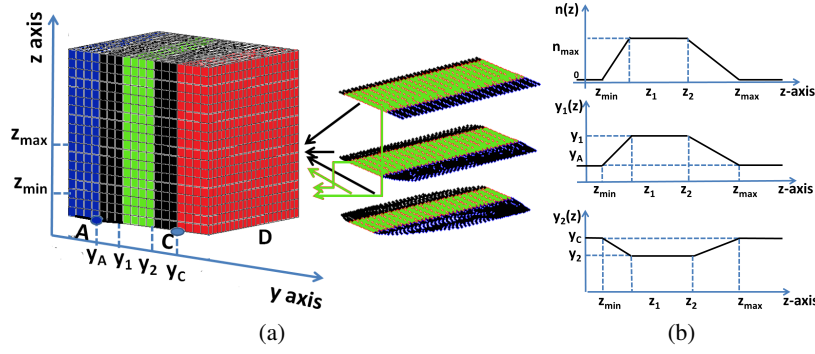 z axis
z_max
z_min
A
C
D
y_A y_1 y_2 y_C
y axis
(a)
n(z)
n_max
0
z_min z_1 z_2 z_max z-axis
y_1(z)
y_1
y_A
z_min z_1 z_2 z_max z-axis
y_2(z)
y_C
y_2
z_min z_1 z_2 z_max z-axis
(b)